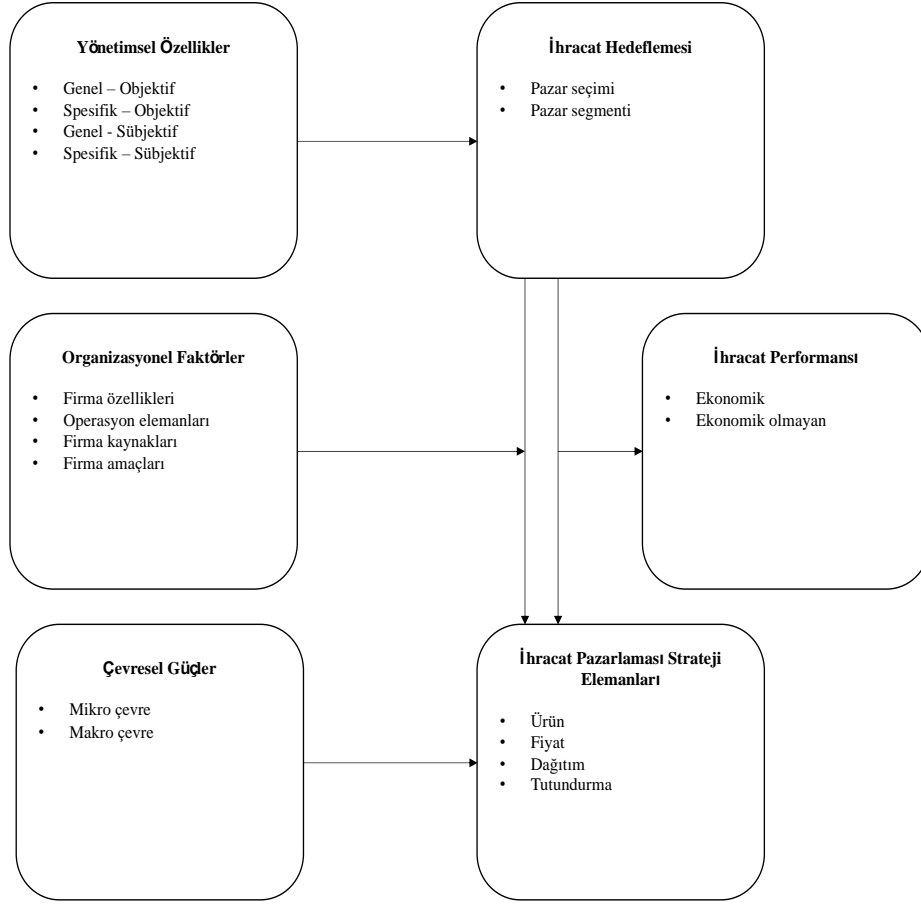 Yönetimsel Özellikler
• Genel – Objektif
• Spesifik – Objektif
• Genel - Sübjektif
• Spesifik – Sübjektif
İhracat Hedeflemesi
• Pazar seçimi
• Pazar segmenti
Organizasyonel Faktörler
• Firma özellikleri
• Operasyon elemanları
• Firma kaynakları
• Firma amaçları
İhracat Performansı
• Ekonomik
• Ekonomik olmayan
Çevresel Güçler
• Mikro çevre
• Makro çevre
İhracat Pazarlaması Strateji
Elemanları
• Ürün
• Fiyat
• Dağıtım
• Tutundurma